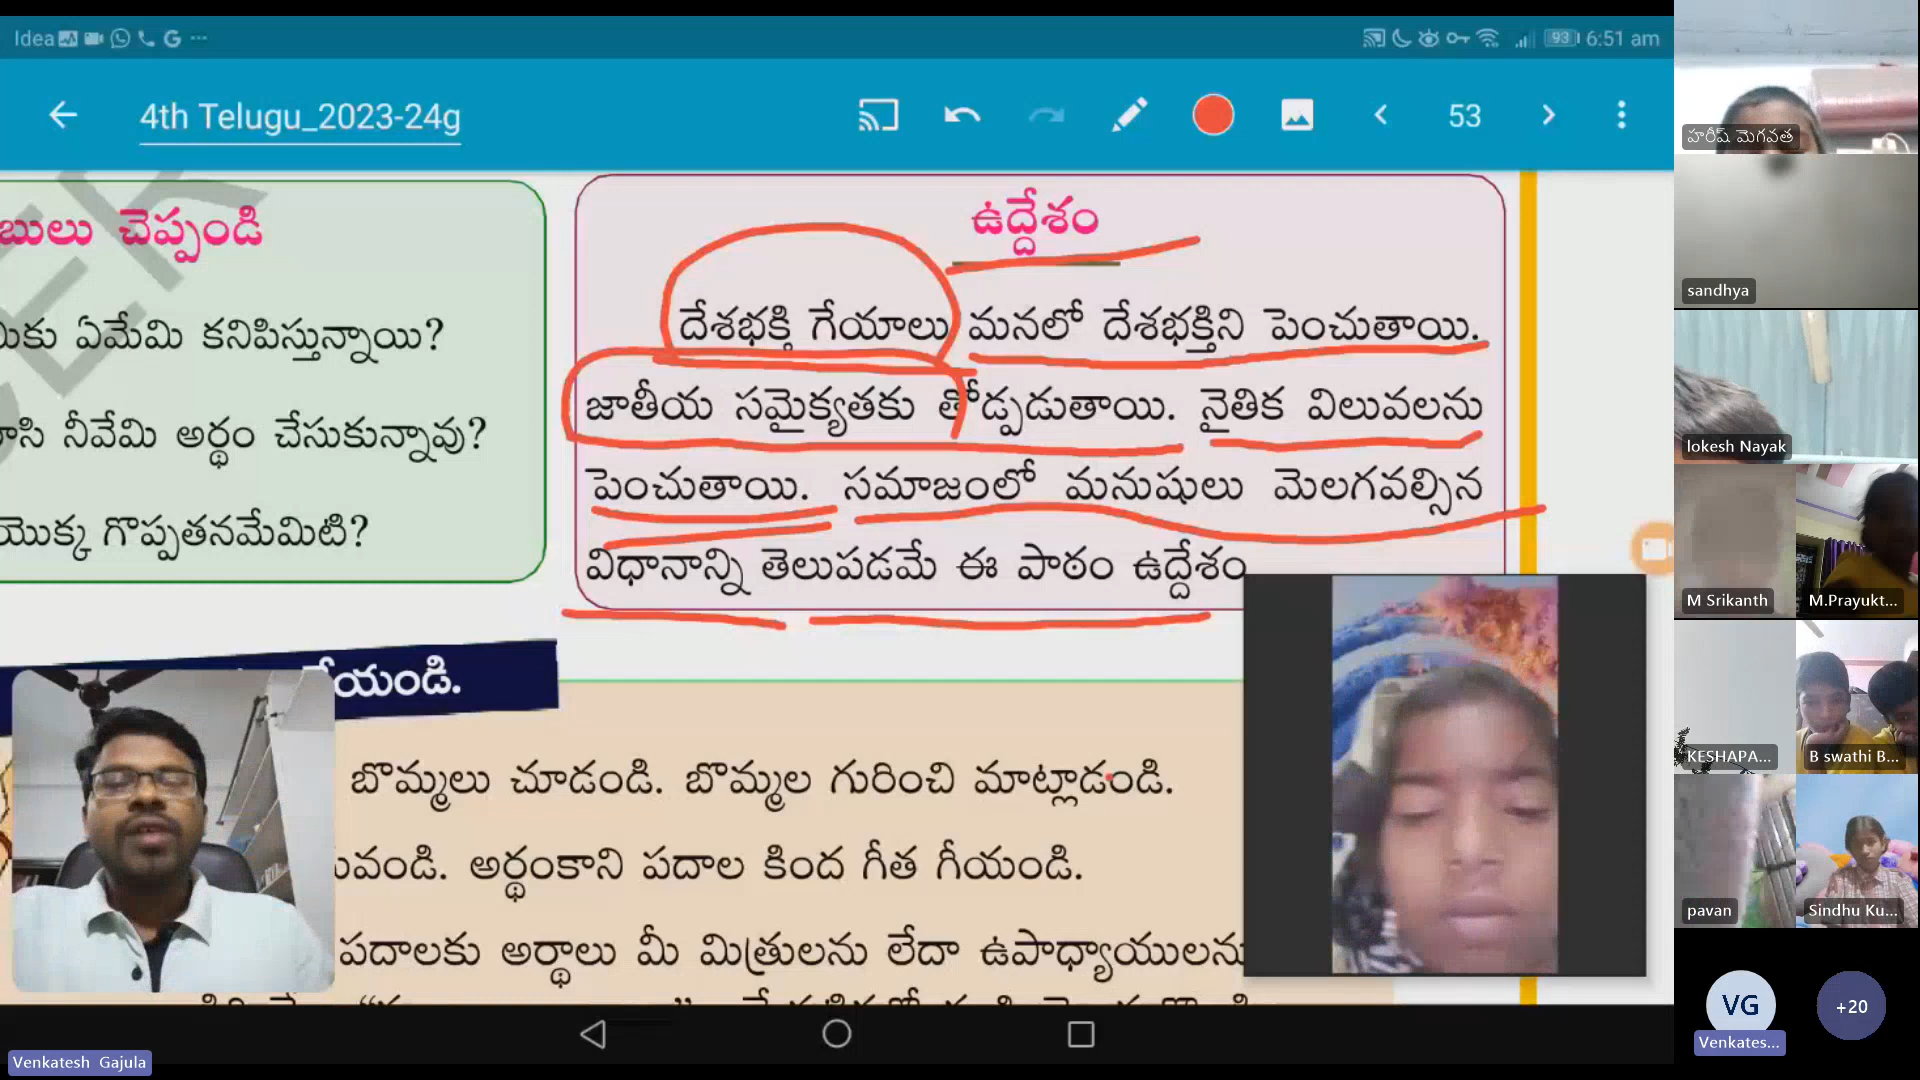 Idea
93 6:51 am
4th Telugu_2023-24g
53
చెప్పండి
ఏమేమి కనిపిస్తున్నాయి?
నీవేమి అర్థం చేసుకున్నావు?
గొప్పతనమేమిటి?
ఉద్దేశం
దేశభక్తి గేయాలు మనలో దేశభక్తిని పెంచుతాయి.
జాతీయ సమైక్యతకు తోడ్పడుతాయి. నైతిక విలువలను
పెంచుతాయి. సమాజంలో మనుషులు మెలగవల్సిన
విధానాన్ని తెలుపడమే ఈ పాఠం ఉద్దేశం
బొమ్మలు చూడండి. బొమ్మల గురించి మాట్లాడండి.
అర్థంకాని పదాల కింద గీత గీయండి.
పదాలకు అర్థాలు మీ మిత్రులను లేదా ఉపాధ్యాయులను
Venkatesh Gajula
హరీష్ మెగవత
sandhya
lokesh Nayak
M Srikanth
M.Prayukt...
KESHAPA...
B swathi B...
pavan
Sindhu Ku...
VG
+20
Venkates...